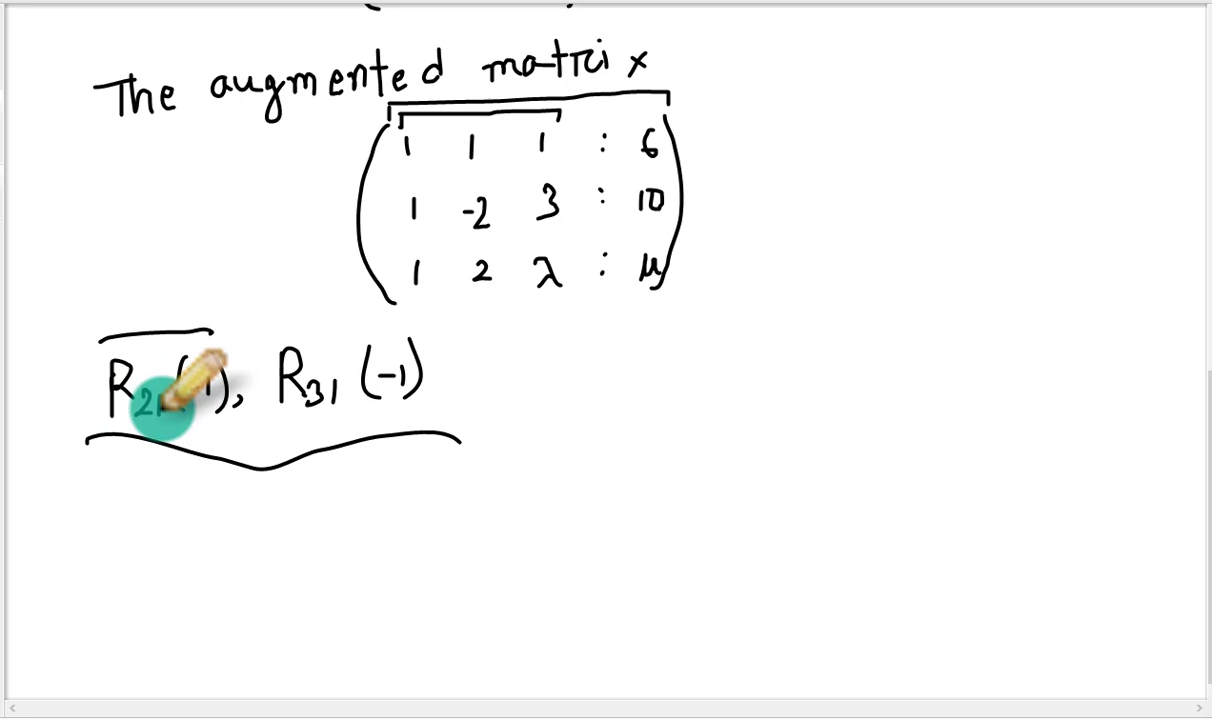 The augmented matrix
1 1 1 : 6
1 -2 3 : 10
1 2 λ : μ
R31 (-1)